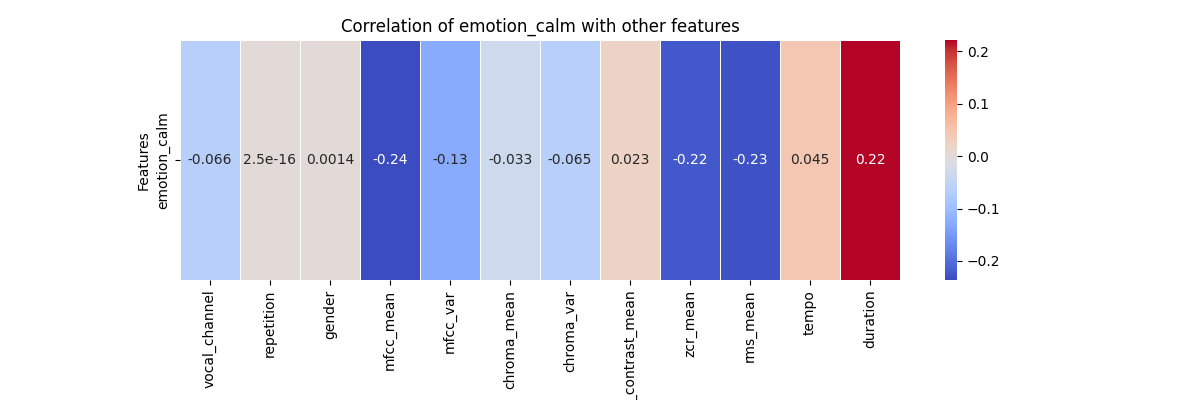 Correlation of emotion_calm with other features
Features
emotion_calm
-0.066 2.5e-16 0.0014 -0.24 -0.13 -0.033 -0.065 0.023 -0.22 -0.23 0.045 0.22
0.2
0.1
0.0
−0.1
−0.2
vocal_channel
repetition
gender
mfcc_mean
mfcc_var
chroma_mean
chroma_var
_contrast_mean
zcr_mean
rms_mean
tempo
duration